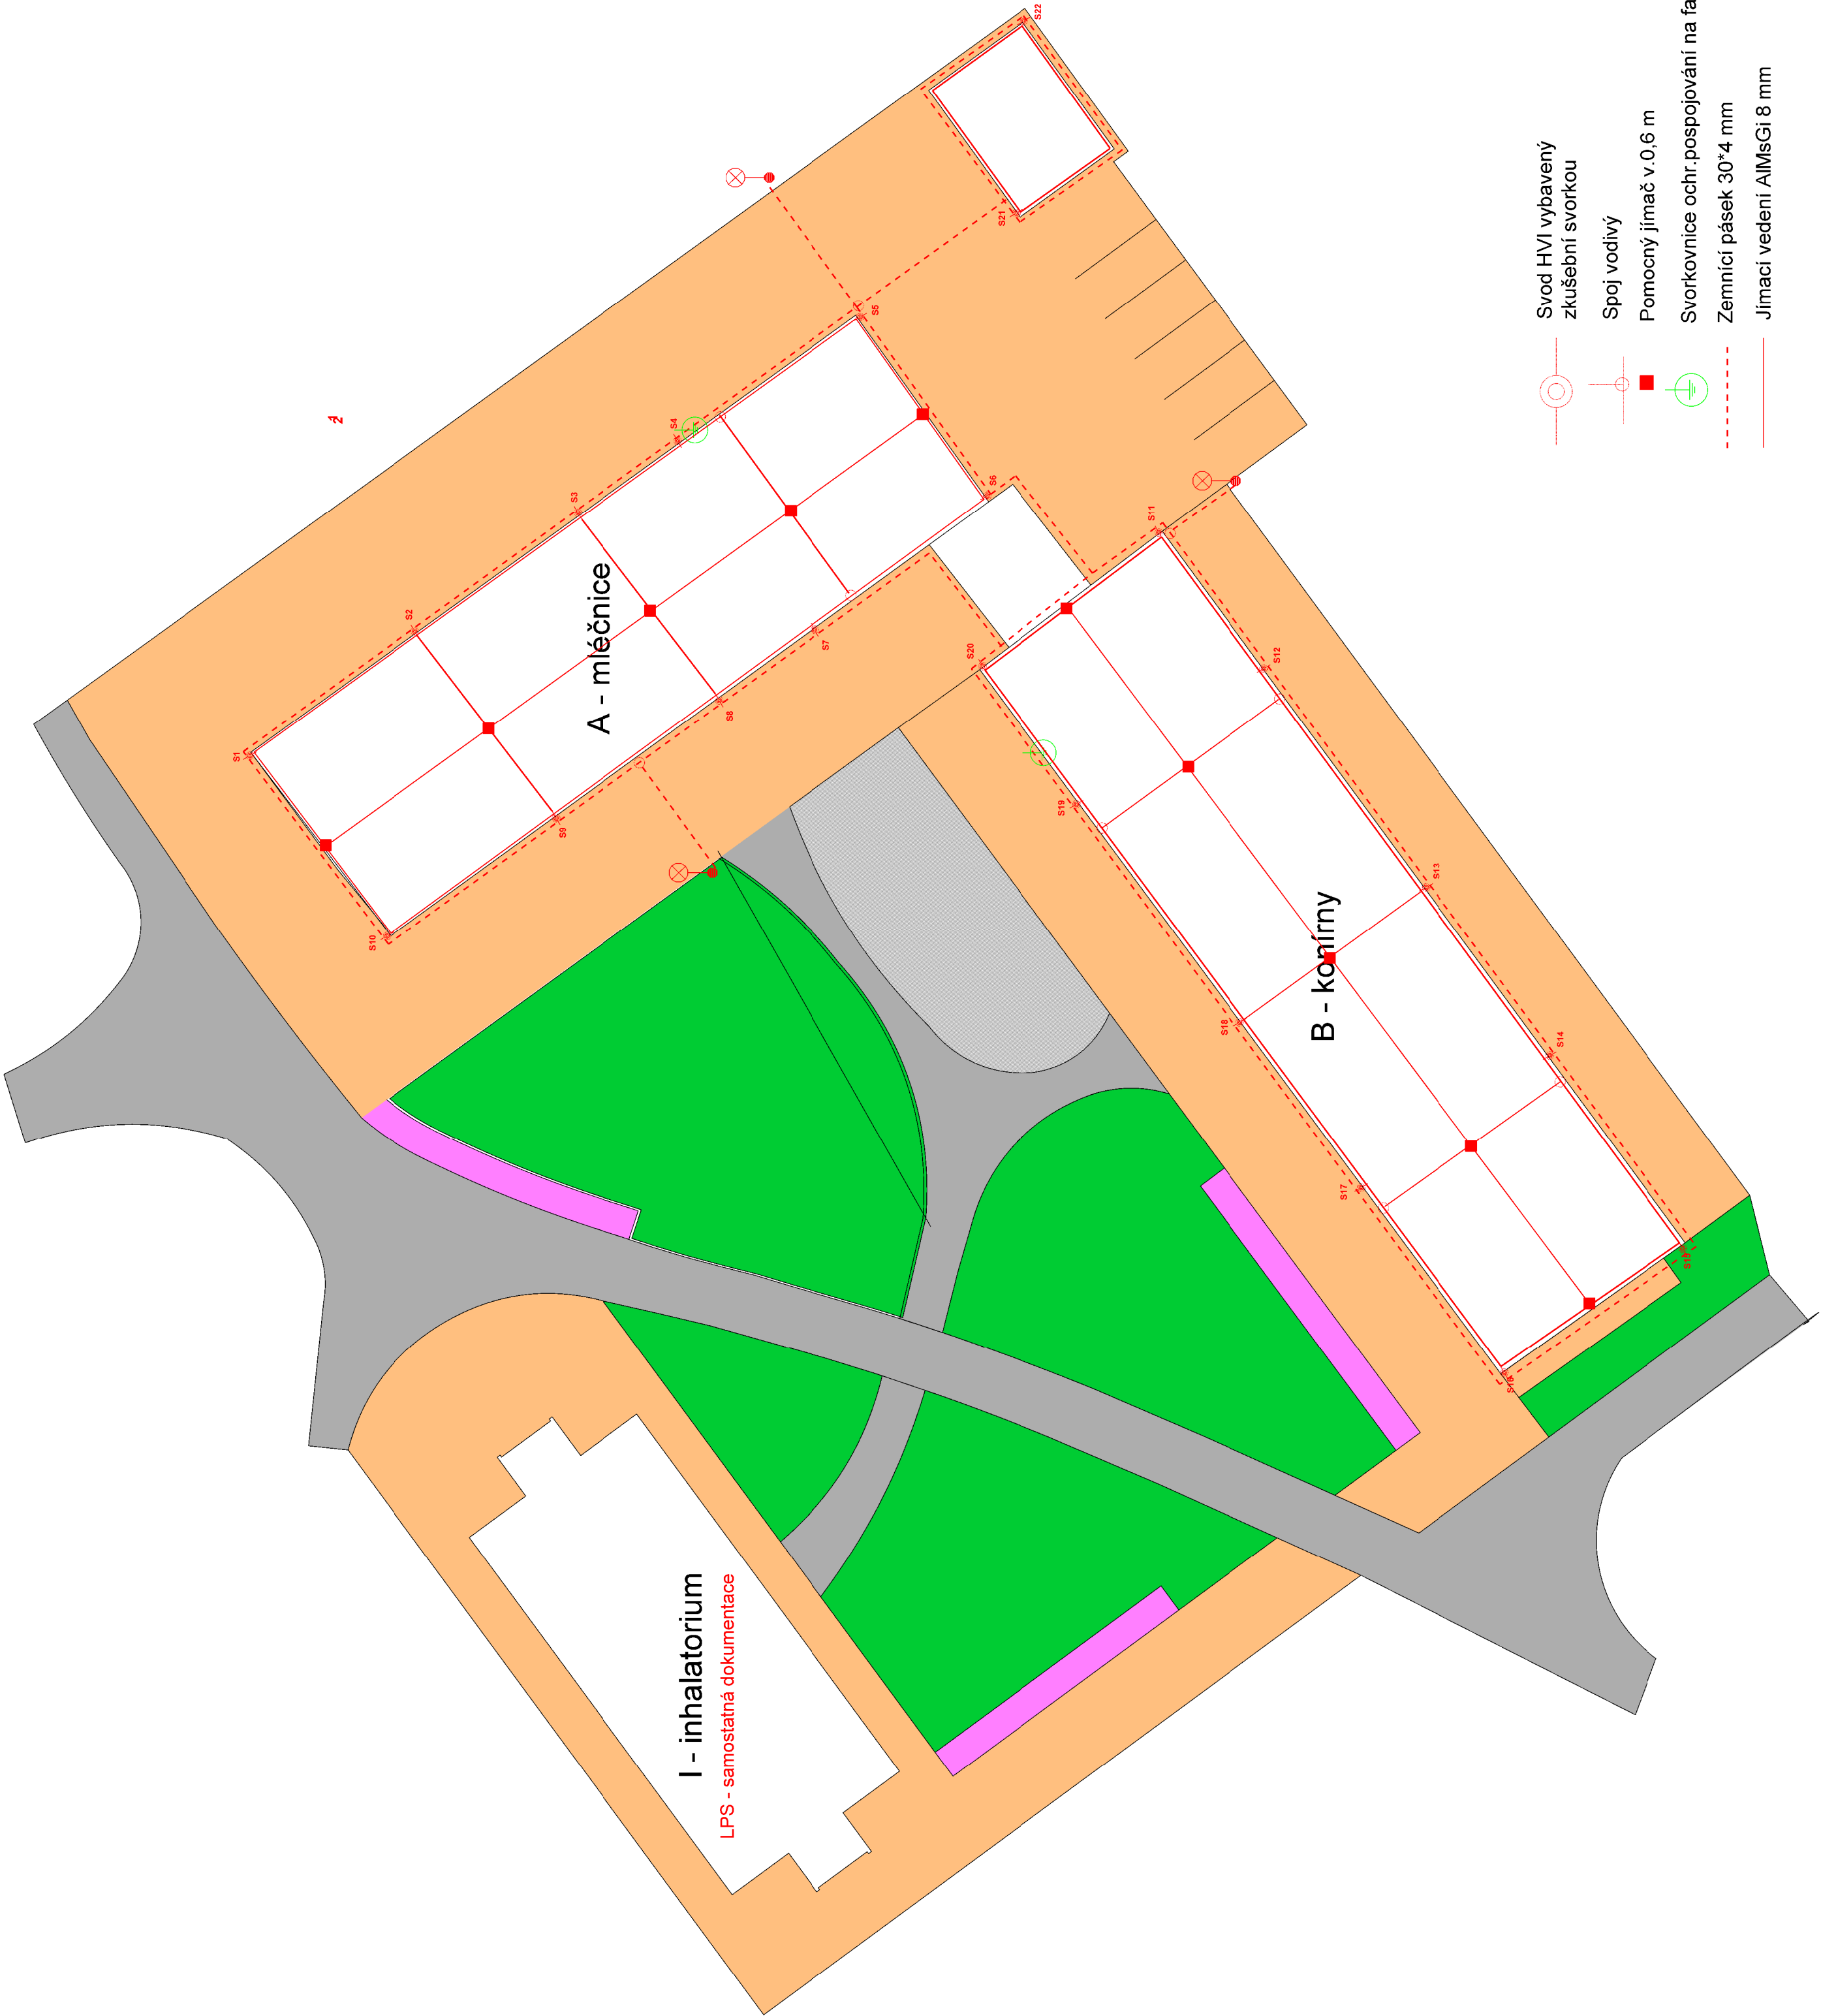 S22
S21
S5
S4
S3
S6
S2
S11
S1
A - mléčnice
S7
S20
S12
S8
S9
S19
S10
S13
S18
B - konírny
S14
S17
S15
S16
I - inhalatorium
LPS - samostatná dokumentace
Svod HVI vybavený
zkušební svorkou
Spoj vodivý
Pomocný jímač v.0,6 m
Svorkovnice ochr.pospojování na fa
Zemnící pásek 30*4 mm
Jímací vedení AlMsGi 8 mm